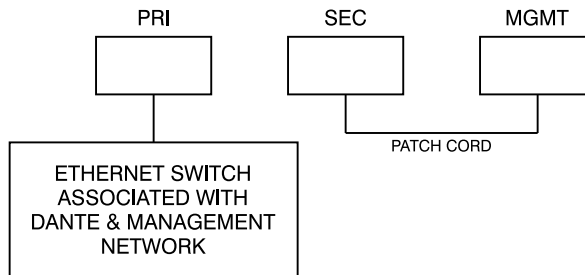 PRI SEC MGMT
PATCH CORD
ETHERNET SWITCH
ASSOCIATED WITH
DANTE & MANAGEMENT
NETWORK